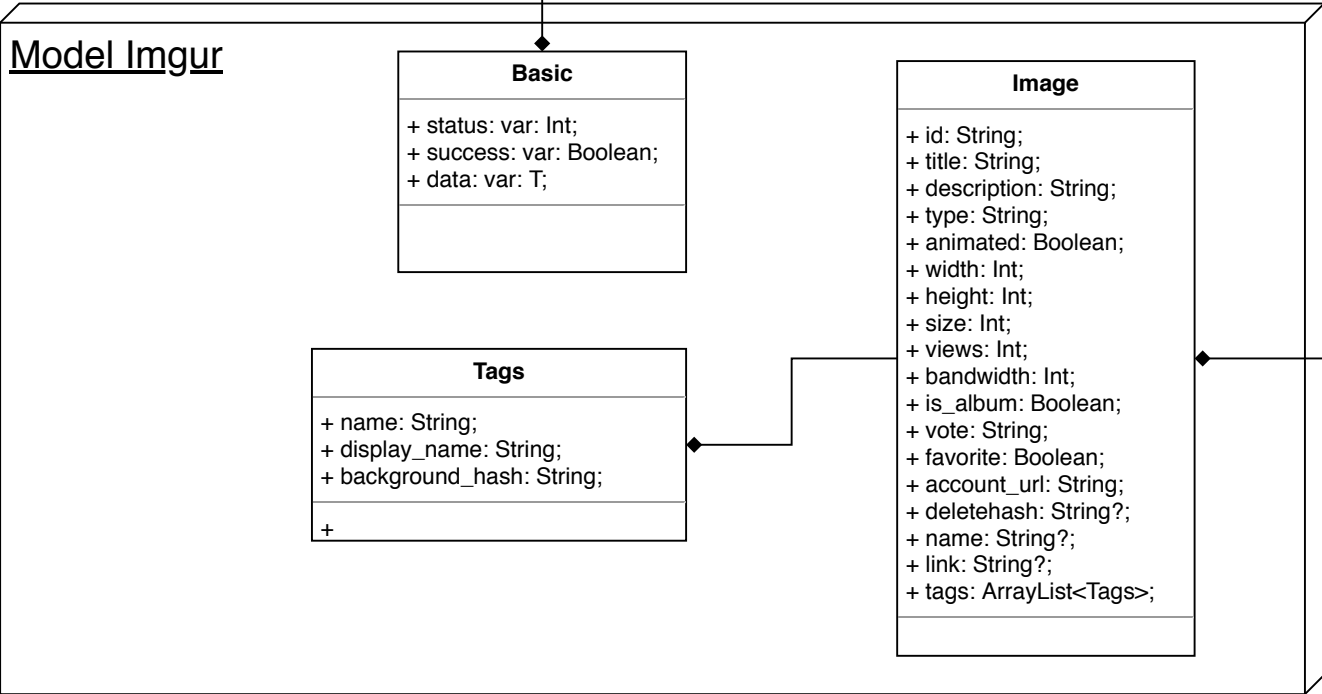 Model Imgur
Basic
+ status: var: Int;
+ success: var: Boolean;
+ data: var: T;
Tags
+ name: String;
+ display_name: String;
+ background_hash: String;
+
Image
+ id: String;
+ title: String;
+ description: String;
+ type: String;
+ animated: Boolean;
+ width: Int;
+ height: Int;
+ size: Int;
+ views: Int;
+ bandwidth: Int;
+ is_album: Boolean;
+ vote: String;
+ favorite: Boolean;
+ account_url: String;
+ deletehash: String?;
+ name: String?;
+ link: String?;
+ tags: ArrayList<Tags>;